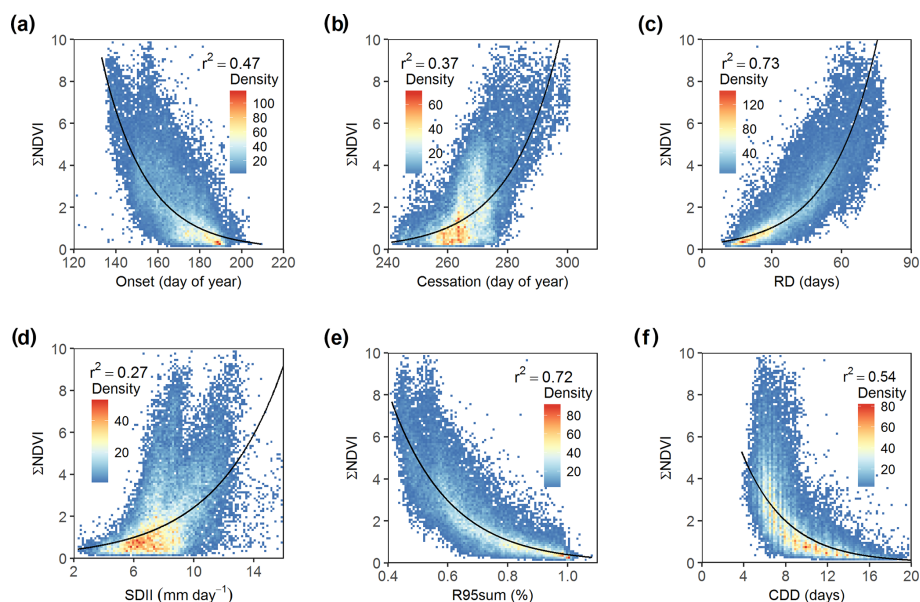 (a)
10
8
6
4
2
0
ΣNDVI
r² = 0.47
Density
100
80
60
40
20
120 140 160 180 200 220
Onset (day of year)
(b)
10
8
6
4
2
0
ΣNDVI
r² = 0.37
Density
60
40
20
240 260 280 300
Cessation (day of year)
(c)
10
8
6
4
2
0
ΣNDVI
r² = 0.73
Density
120
80
40
0 30 60 90
RD (days)
(d)
10
8
6
4
2
0
ΣNDVI
r² = 0.27
Density
40
20
2 6 10 14
SDII (mm day⁻¹)
(e)
10
8
6
4
2
0
ΣNDVI
r² = 0.72
Density
80
60
40
20
0.4 0.6 0.8 1.0
R95sum (%)
(f)
10
8
6
4
2
0
ΣNDVI
r² = 0.54
Density
80
60
40
20
0 4 8 12 16 20
CDD (days)